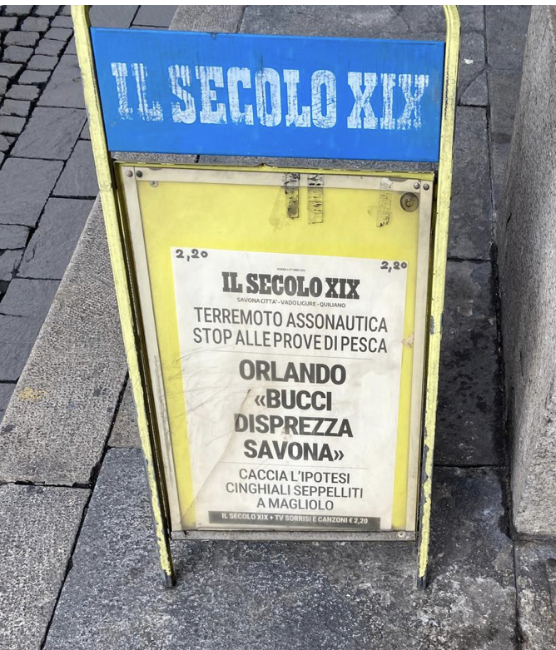 IL SECOLO XIX
2,20
2,20
IL SECOLO XIX
SAVONA CITTA' - VADO LIGURE - QUILIANO
TERREMOTO ASSONAUTICA
STOP ALLE PROVE DI PESCA
ORLANDO
«BUCCI
DISPREZZA
SAVONA»
CACCIA L'IPOTESI
CINGHIALI SEPPELLITI
A MAGLIOLO
IL SECOLO XIX + TV SORRISI E CANZONI € 2,20